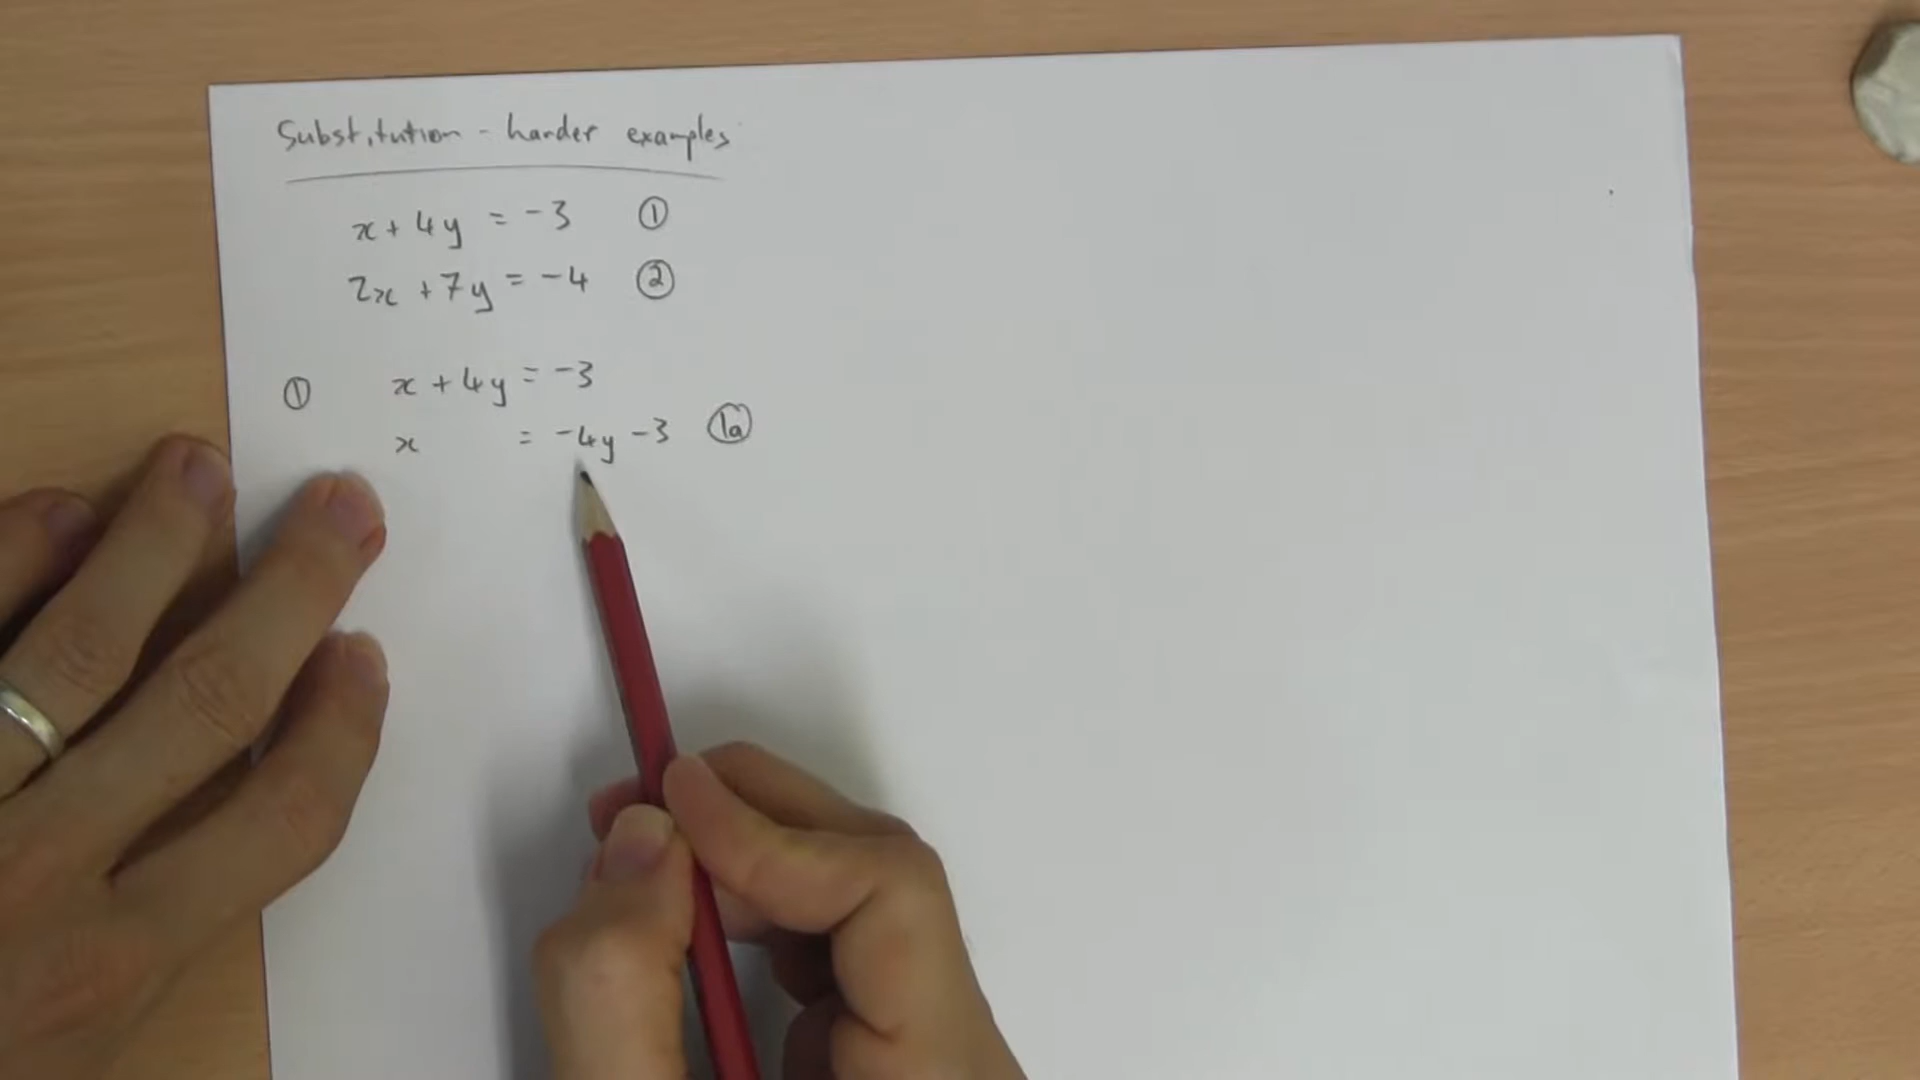 Substitution - harder examples
x + 4y = -3 ①
2x + 7y = -4 ②
① x + 4y = -3
x = -4y - 3 1a